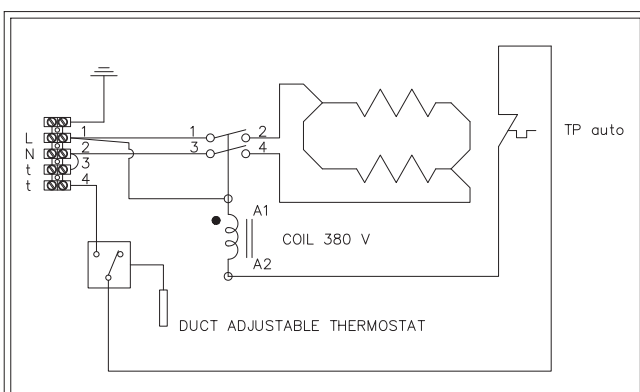 L 1 1 2
N 2 3 4
t 3
t 4
TP auto
A1
COIL 380 V
A2
DUCT ADJUSTABLE THERMOSTAT